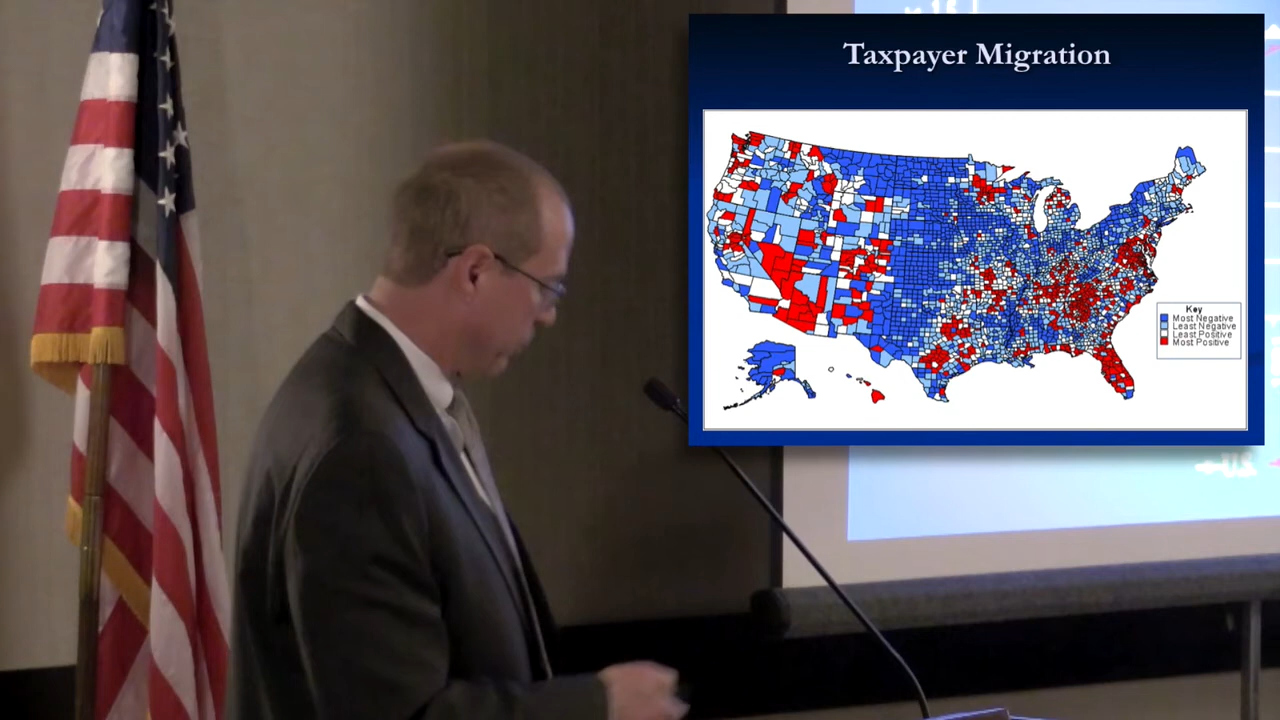 Taxpayer Migration
Key
Most Negative
Least Negative
Least Positive
Most Positive